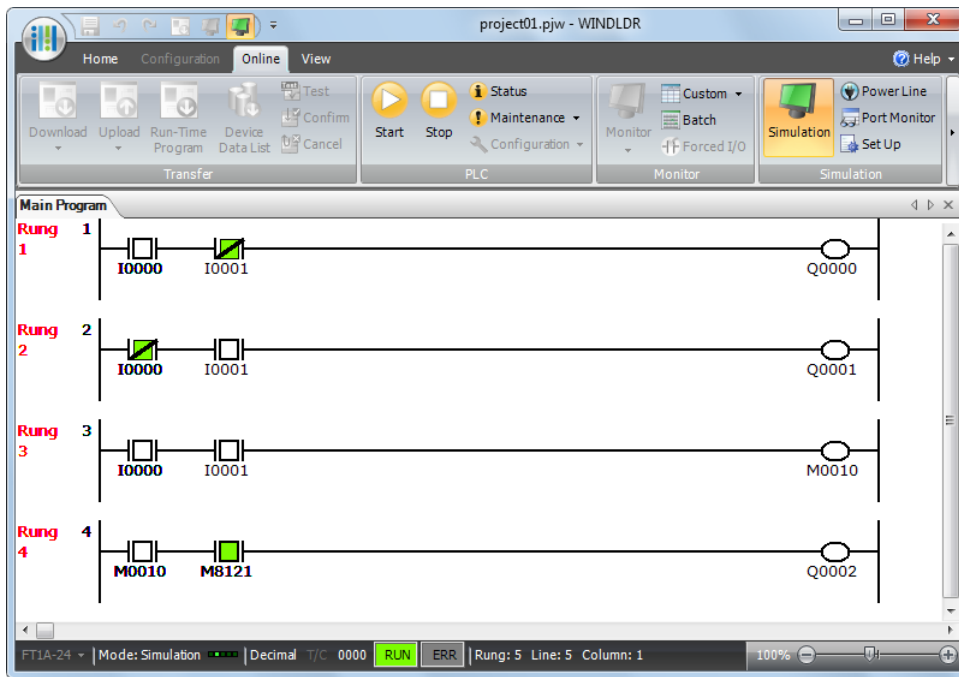 project01.pjw - WINDLDR
Home Configuration Online View Help
Download Upload Run-Time Program Device Data List Test Confirm Cancel
Transfer
Start Stop Status Maintenance Configuration
PLC
Monitor Custom Batch Forced I/O
Monitor
Simulation Power Line Port Monitor Set Up
Simulation
Main Program
Rung 1 1
I0000 I0001 Q0000
Rung 2 2
I0000 I0001 Q0001
Rung 3 3
I0000 I0001 M0010
Rung 4 4
M0010 M8121 Q0002
FT1A-24 Mode: Simulation Decimal T/C 0000 RUN ERR Rung: 5 Line: 5 Column: 1 100%